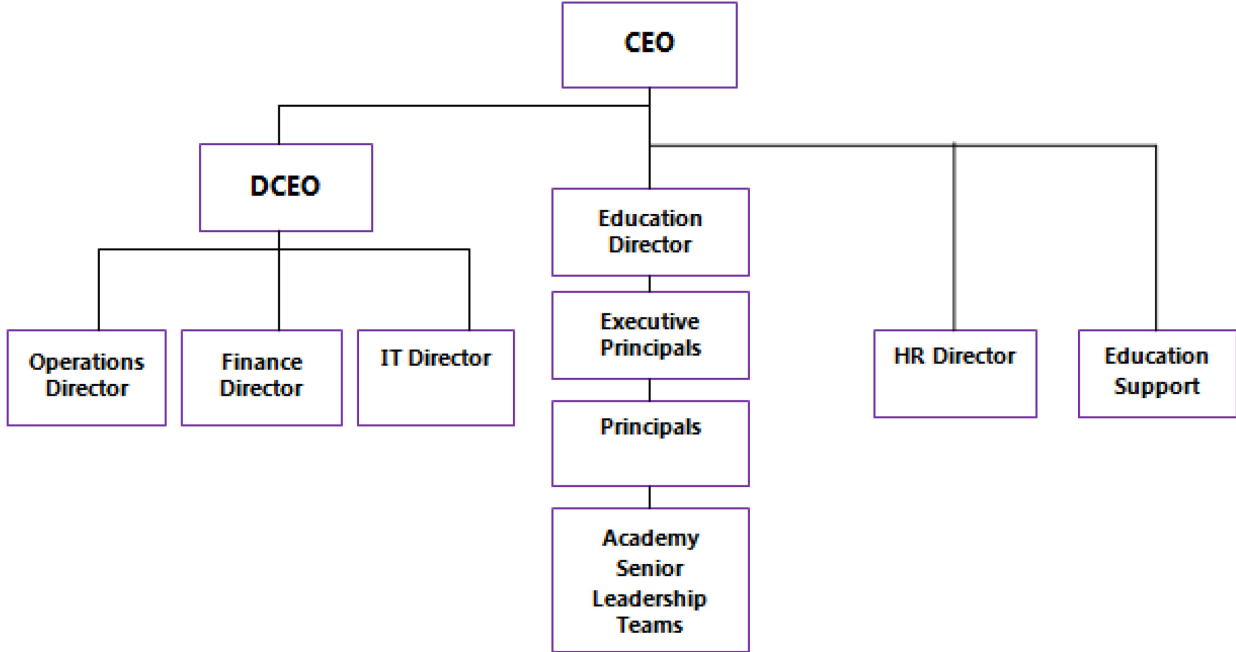 CEO
DCEO
Education
Director
Operations
Director
Finance
Director
IT Director
Executive
Principals
HR Director
Education
Support
Principals
Academy
Senior
Leadership
Teams